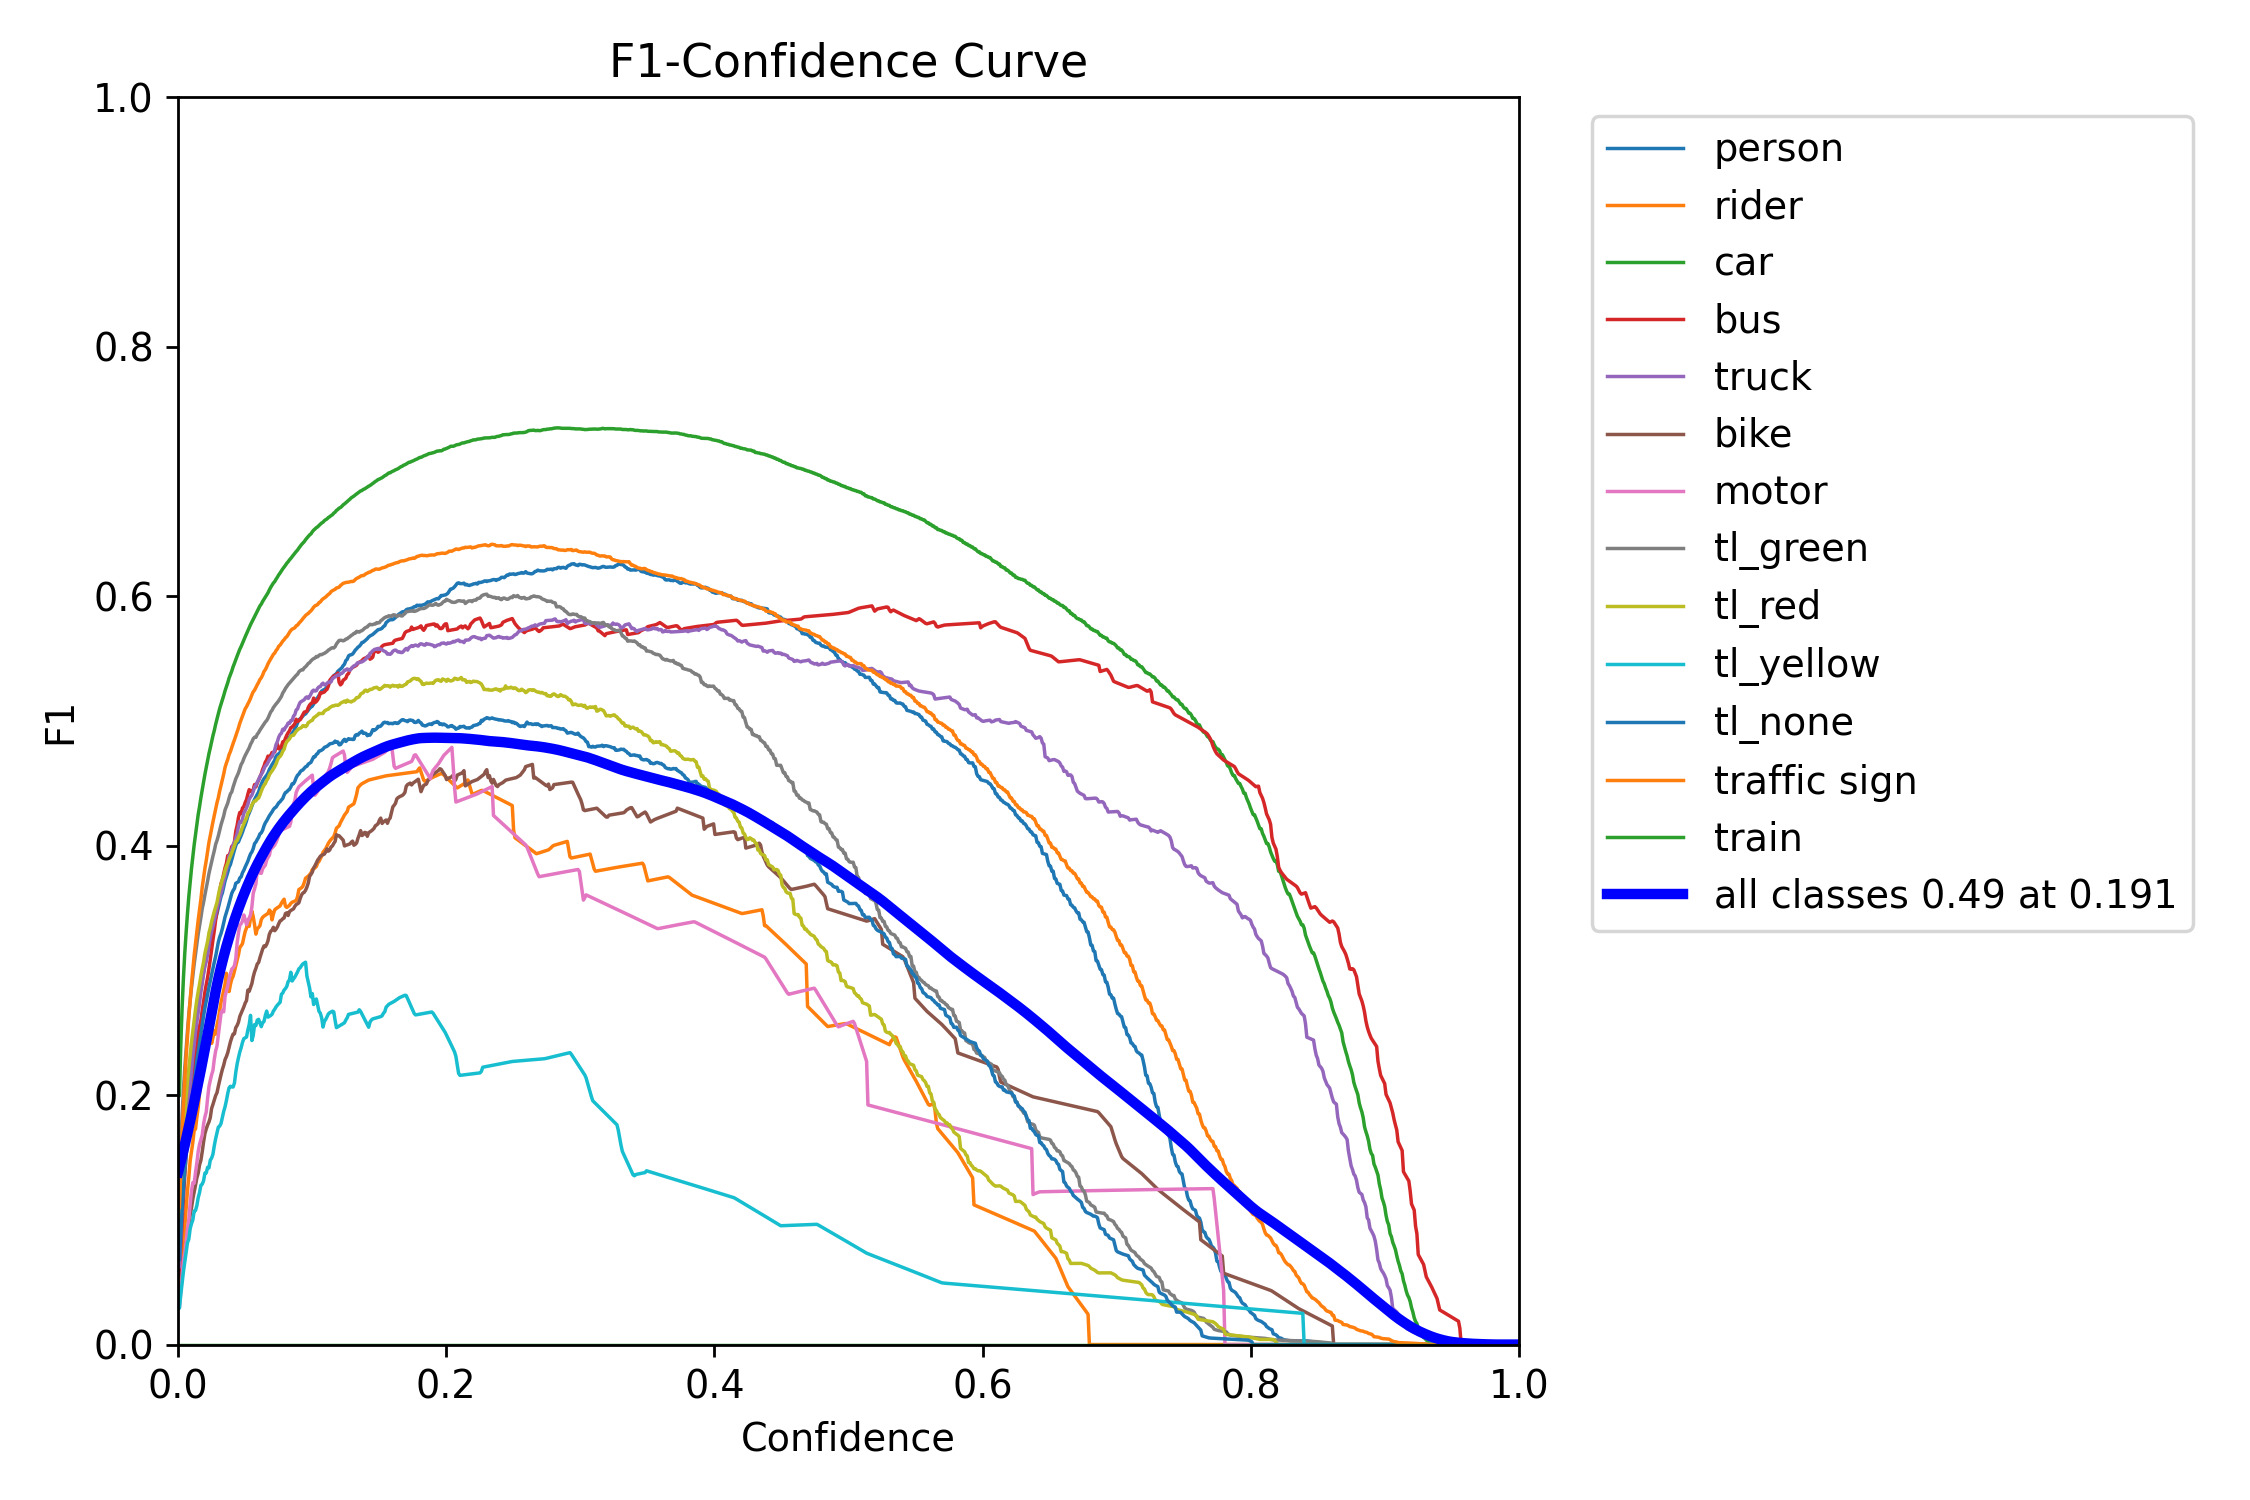 F1-Confidence Curve
1.0
0.8
0.6
0.4
0.2
0.0
F1
0.0 0.2 0.4 0.6 0.8 1.0
Confidence
person
rider
car
bus
truck
bike
motor
tl_green
tl_red
tl_yellow
tl_none
traffic sign
train
all classes 0.49 at 0.191